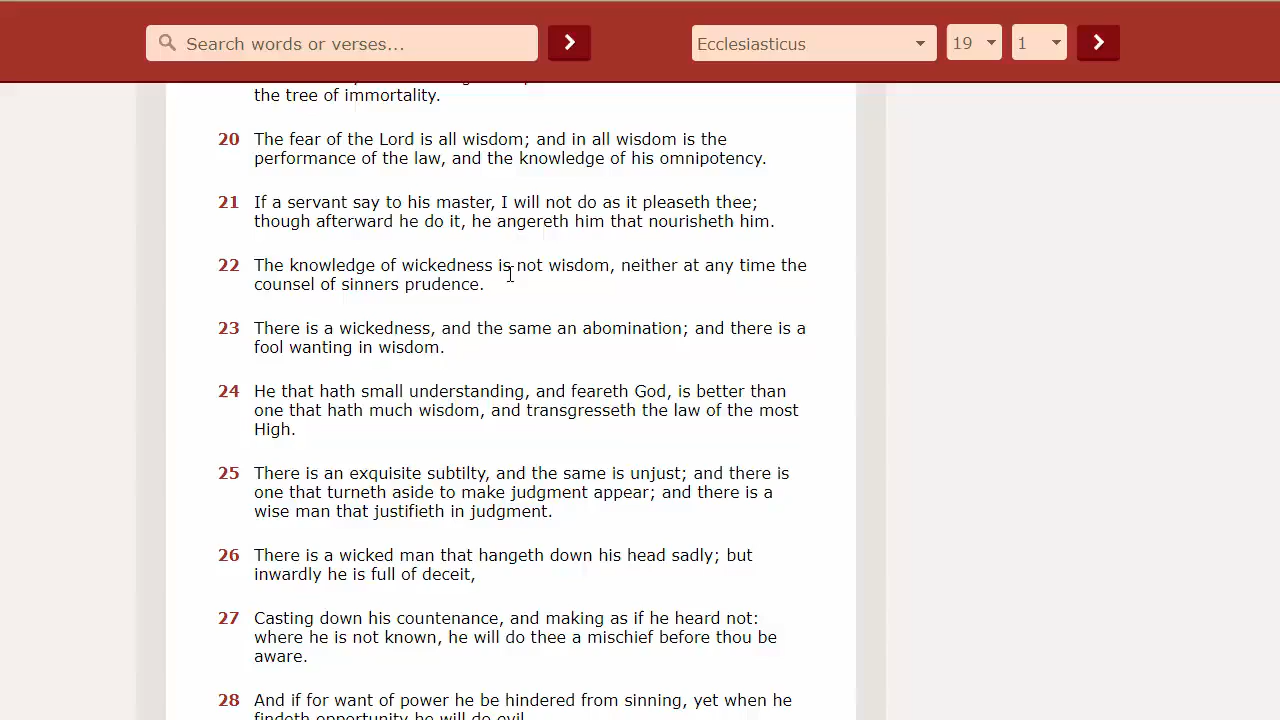 Search words or verses...
Ecclesiasticus
19
1
the tree of immortality.
20 The fear of the Lord is all wisdom; and in all wisdom is the
performance of the law, and the knowledge of his omnipotency.
21 If a servant say to his master, I will not do as it pleaseth thee;
though afterward he do it, he angereth him that nourisheth him.
22 The knowledge of wickedness is not wisdom, neither at any time the
counsel of sinners prudence.
23 There is a wickedness, and the same an abomination; and there is a
fool wanting in wisdom.
24 He that hath small understanding, and feareth God, is better than
one that hath much wisdom, and transgresseth the law of the most
High.
25 There is an exquisite subtilty, and the same is unjust; and there is
one that turneth aside to make judgment appear; and there is a
wise man that justifieth in judgment.
26 There is a wicked man that hangeth down his head sadly; but
inwardly he is full of deceit,
27 Casting down his countenance, and making as if he heard not:
where he is not known, he will do thee a mischief before thou be
aware.
28 And if for want of power he be hindered from sinning, yet when he
findeth opportunity he will do evil.